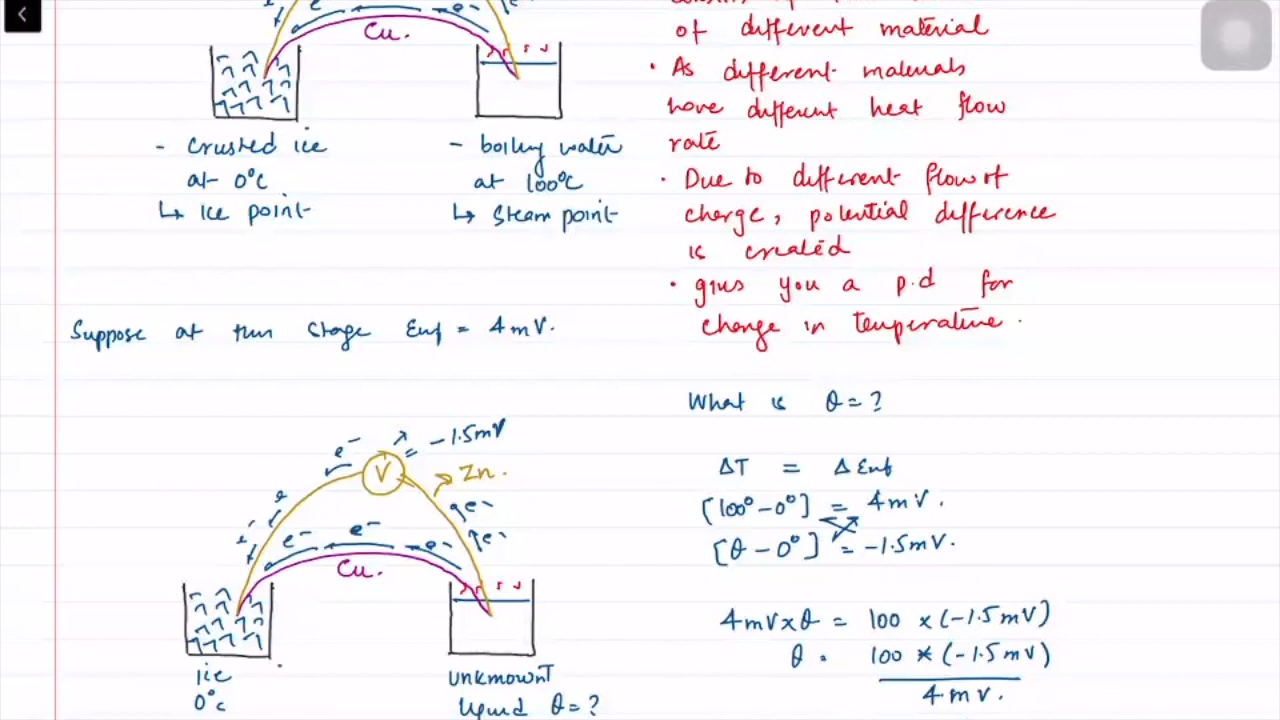 e⁻ e⁻
Cu.
of different material
• As different materials
have different heat flow
rate
- Crushed ice
at 0°C
↳ Ice point
- boiling water
at 100°C
↳ Steam point
• Due to different flow of
charge, potential difference
is created
• gives you a p.d for
change in temperature.
Suppose at this stage Emf = 4mV.
What is θ = ?
ΔT = ΔEmf
[100° - 0°] = 4mV.
[θ - 0°] = -1.5mV.
4mV x θ = 100 x (-1.5mV)
θ = 100 * (-1.5mV)
4mV.
e⁻ V = -1.5mV
Zn.
e e⁻
e⁻ e⁻ e⁻ e⁻ e⁻
Cu.
ice
0°C
unknown
liquid θ = ?